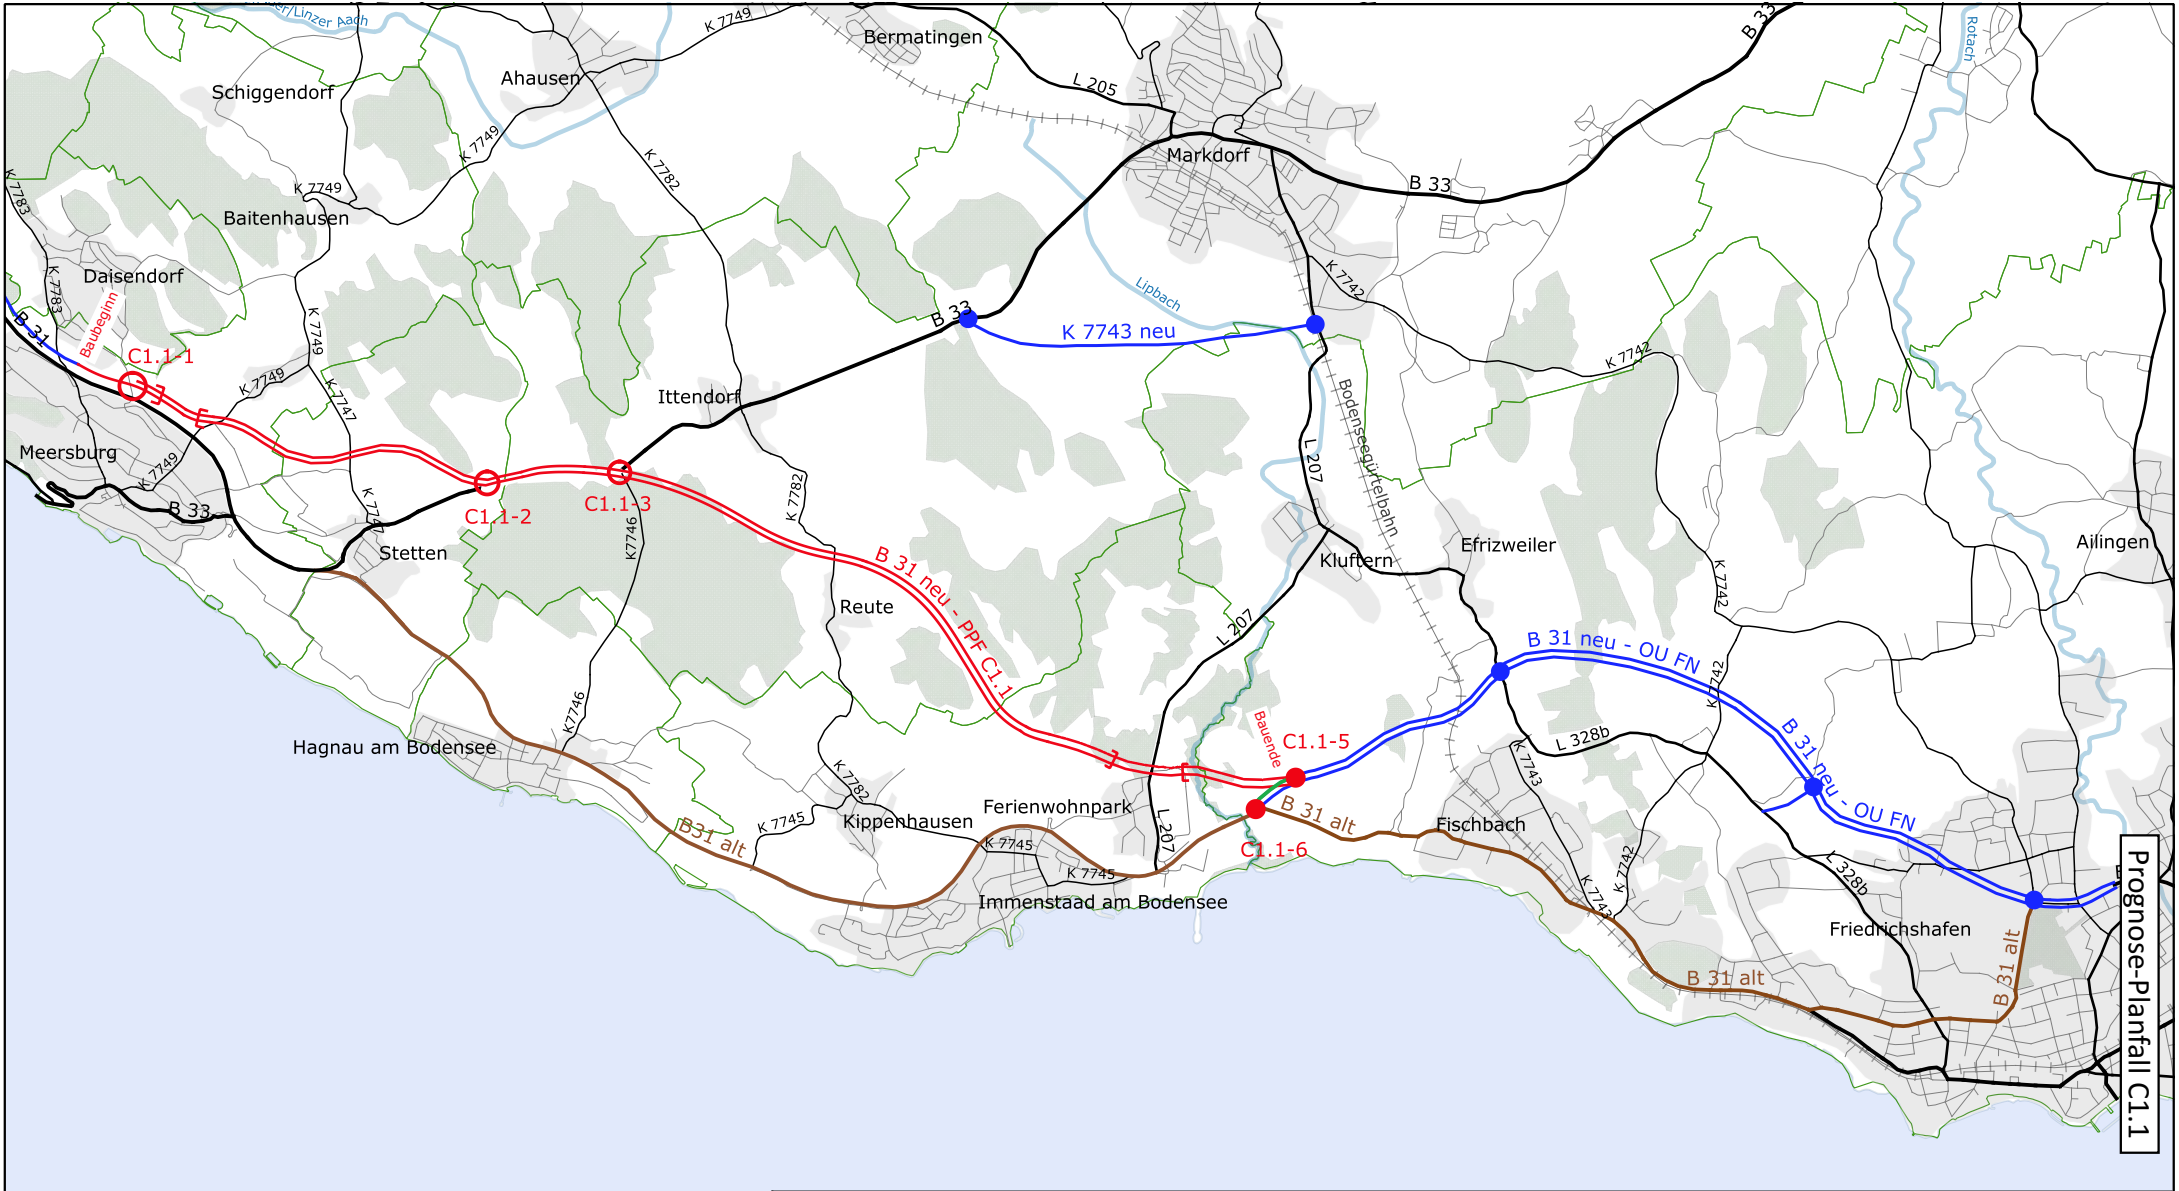 Linzer Aach
K 7749
Bermatingen
B 33
Rotach
Schiggendorf
Ahausen
L 205
K 7749
Markdorf
K 7782
B 33
K 7783
K 7749
Baitenhausen
Daisendorf
K 7783
K 7742
Lipbach
B 31
Baubeginn
K 7749
B 33
K 7743 neu
C1.1-1
K 7742
K 7749
K 7747
Ittendorf
Bodenseegürtelbahn
Meersburg
K 7749
L 207
B 33
K 7747
C1.1-2
C1.1-3
K 7782
K7746
Stetten
Kluftern
Efrizweiler
Ailingen
B 31 neu - PPF C1.1
K 7742
Reute
L 207
B 31 neu - OU FN
K 7742
K7746
Hagnau am Bodensee
Bauende
C1.1-5
L 328b
K 7743
B 31 neu - OU FN
K 7782
Ferienwohnpark
B31 alt
K 7745
Kippenhausen
L 207
B 31 alt
Fischbach
K 7745
C1.1-6
K 7742
L 328b
K 7745
Immenstaad am Bodensee
K 7743
Friedrichshafen
B 31 alt
B 31 alt
Prognose-Planfall C1.1